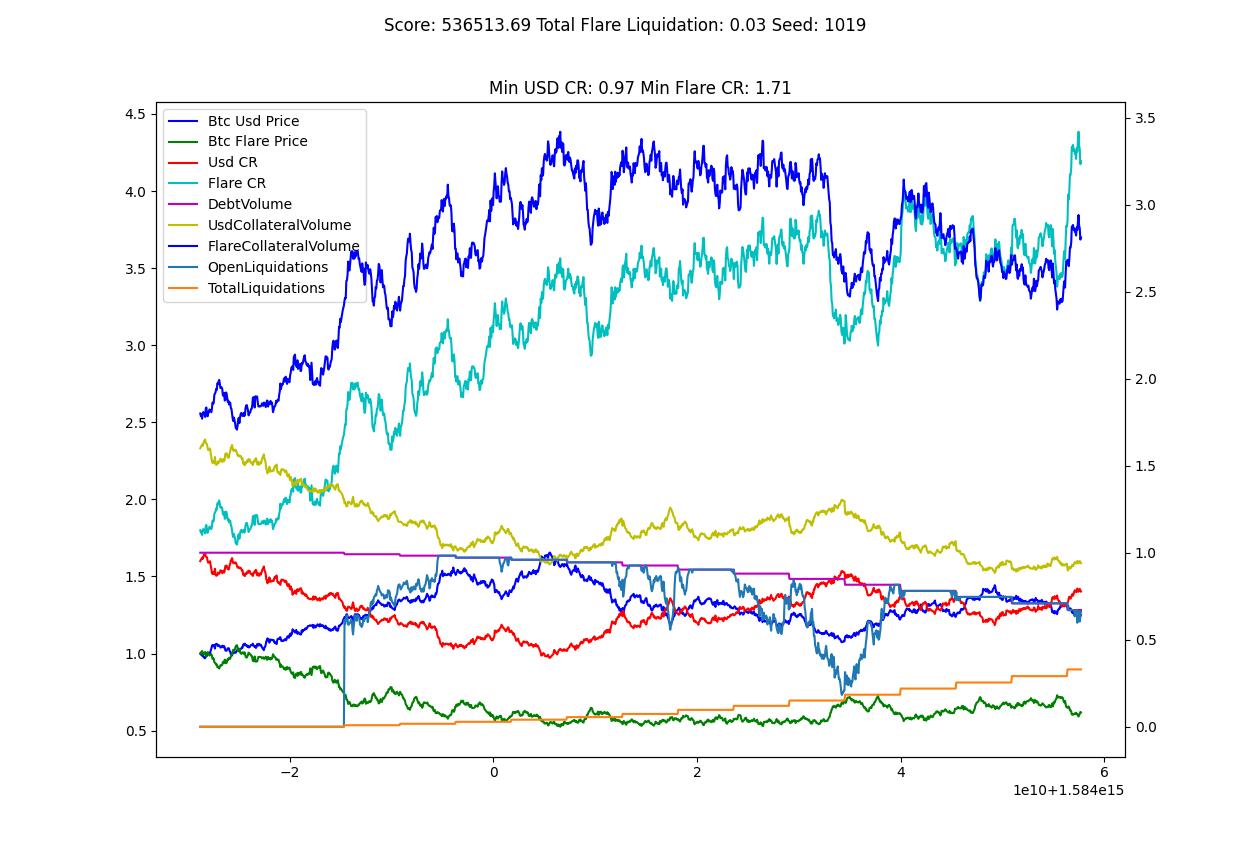 Score: 536513.69 Total Flare Liquidation: 0.03 Seed: 1019
Min USD CR: 0.97 Min Flare CR: 1.71
Btc Usd Price
Btc Flare Price
Usd CR
Flare CR
DebtVolume
UsdCollateralVolume
FlareCollateralVolume
OpenLiquidations
TotalLiquidations
4.5
4.0
3.5
3.0
2.5
2.0
1.5
1.0
0.5
3.5
3.0
2.5
2.0
1.5
1.0
0.5
0.0
−2 0 2 4 6
1e10+1.584e15